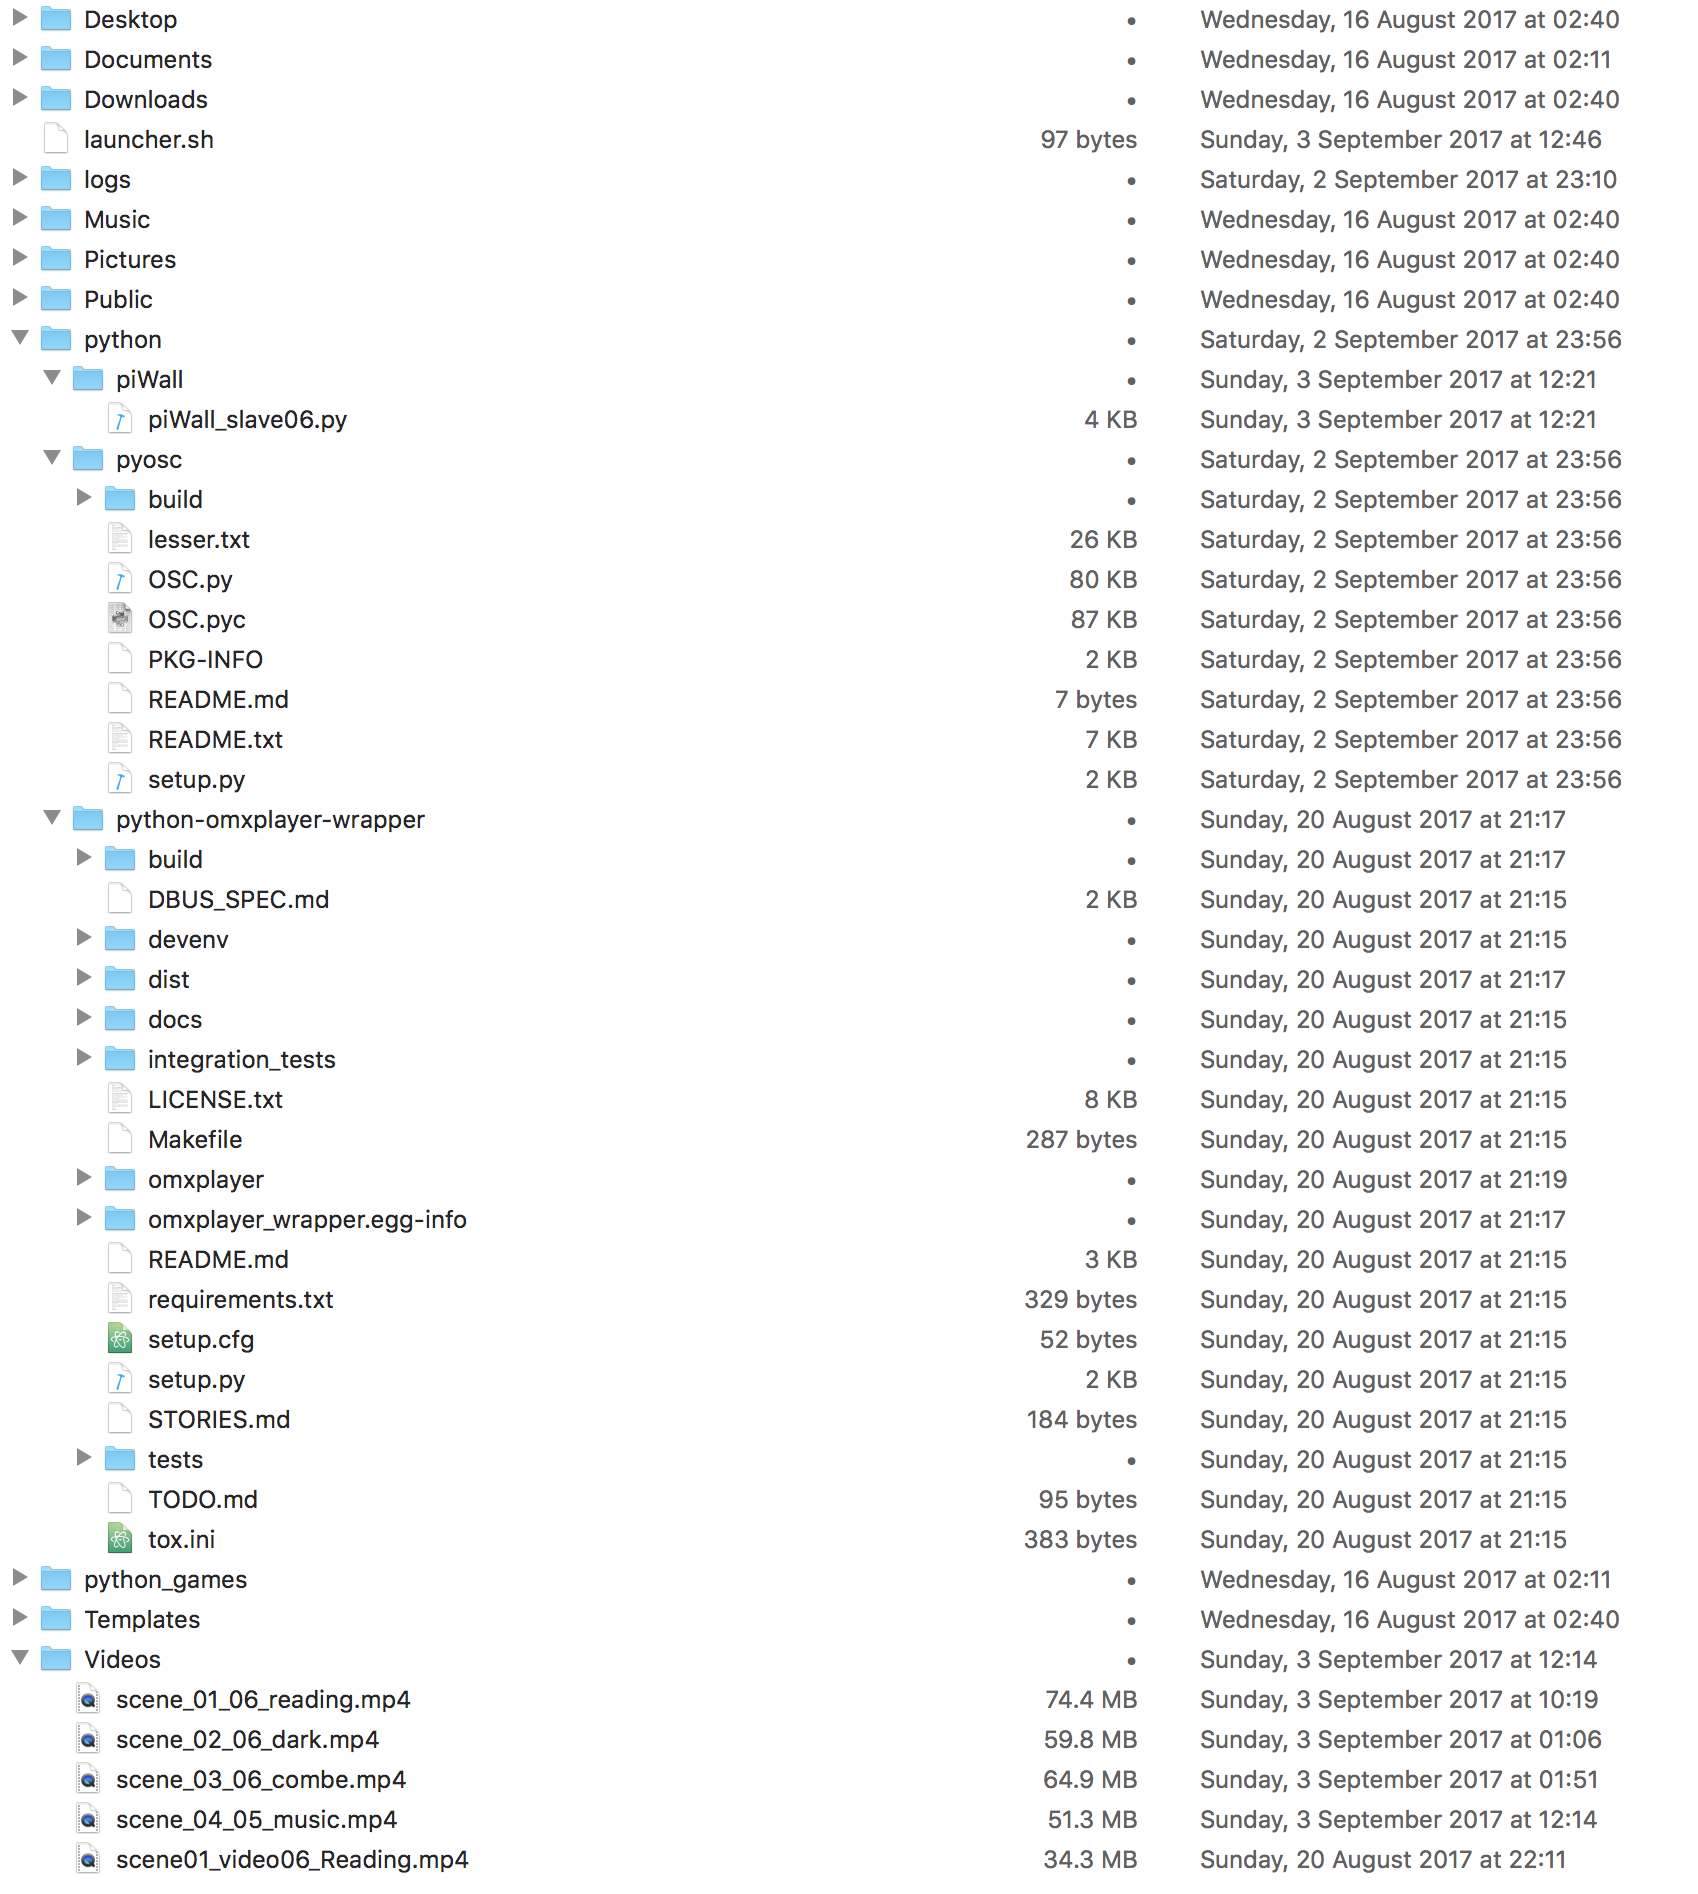 Desktop • Wednesday, 16 August 2017 at 02:40
Documents • Wednesday, 16 August 2017 at 02:11
Downloads • Wednesday, 16 August 2017 at 02:40
launcher.sh 97 bytes Sunday, 3 September 2017 at 12:46
logs • Saturday, 2 September 2017 at 23:10
Music • Wednesday, 16 August 2017 at 02:40
Pictures • Wednesday, 16 August 2017 at 02:40
Public • Wednesday, 16 August 2017 at 02:40
python • Saturday, 2 September 2017 at 23:56
piWall • Sunday, 3 September 2017 at 12:21
piWall_slave06.py 4 KB Sunday, 3 September 2017 at 12:21
pyosc • Saturday, 2 September 2017 at 23:56
build • Saturday, 2 September 2017 at 23:56
lesser.txt 26 KB Saturday, 2 September 2017 at 23:56
OSC.py 80 KB Saturday, 2 September 2017 at 23:56
OSC.pyc 87 KB Saturday, 2 September 2017 at 23:56
PKG-INFO 2 KB Saturday, 2 September 2017 at 23:56
README.md 7 bytes Saturday, 2 September 2017 at 23:56
README.txt 7 KB Saturday, 2 September 2017 at 23:56
setup.py 2 KB Saturday, 2 September 2017 at 23:56
python-omxplayer-wrapper • Sunday, 20 August 2017 at 21:17
build • Sunday, 20 August 2017 at 21:17
DBUS_SPEC.md 2 KB Sunday, 20 August 2017 at 21:15
devenv • Sunday, 20 August 2017 at 21:15
dist • Sunday, 20 August 2017 at 21:17
docs • Sunday, 20 August 2017 at 21:15
integration_tests • Sunday, 20 August 2017 at 21:15
LICENSE.txt 8 KB Sunday, 20 August 2017 at 21:15
Makefile 287 bytes Sunday, 20 August 2017 at 21:15
omxplayer • Sunday, 20 August 2017 at 21:19
omxplayer_wrapper.egg-info • Sunday, 20 August 2017 at 21:17
README.md 3 KB Sunday, 20 August 2017 at 21:15
requirements.txt 329 bytes Sunday, 20 August 2017 at 21:15
setup.cfg 52 bytes Sunday, 20 August 2017 at 21:15
setup.py 2 KB Sunday, 20 August 2017 at 21:15
STORIES.md 184 bytes Sunday, 20 August 2017 at 21:15
tests • Sunday, 20 August 2017 at 21:15
TODO.md 95 bytes Sunday, 20 August 2017 at 21:15
tox.ini 383 bytes Sunday, 20 August 2017 at 21:15
python_games • Wednesday, 16 August 2017 at 02:11
Templates • Wednesday, 16 August 2017 at 02:40
Videos • Sunday, 3 September 2017 at 12:14
scene_01_06_reading.mp4 74.4 MB Sunday, 3 September 2017 at 10:19
scene_02_06_dark.mp4 59.8 MB Sunday, 3 September 2017 at 01:06
scene_03_06_combe.mp4 64.9 MB Sunday, 3 September 2017 at 01:51
scene_04_05_music.mp4 51.3 MB Sunday, 3 September 2017 at 12:14
scene01_video06_Reading.mp4 34.3 MB Sunday, 20 August 2017 at 22:11